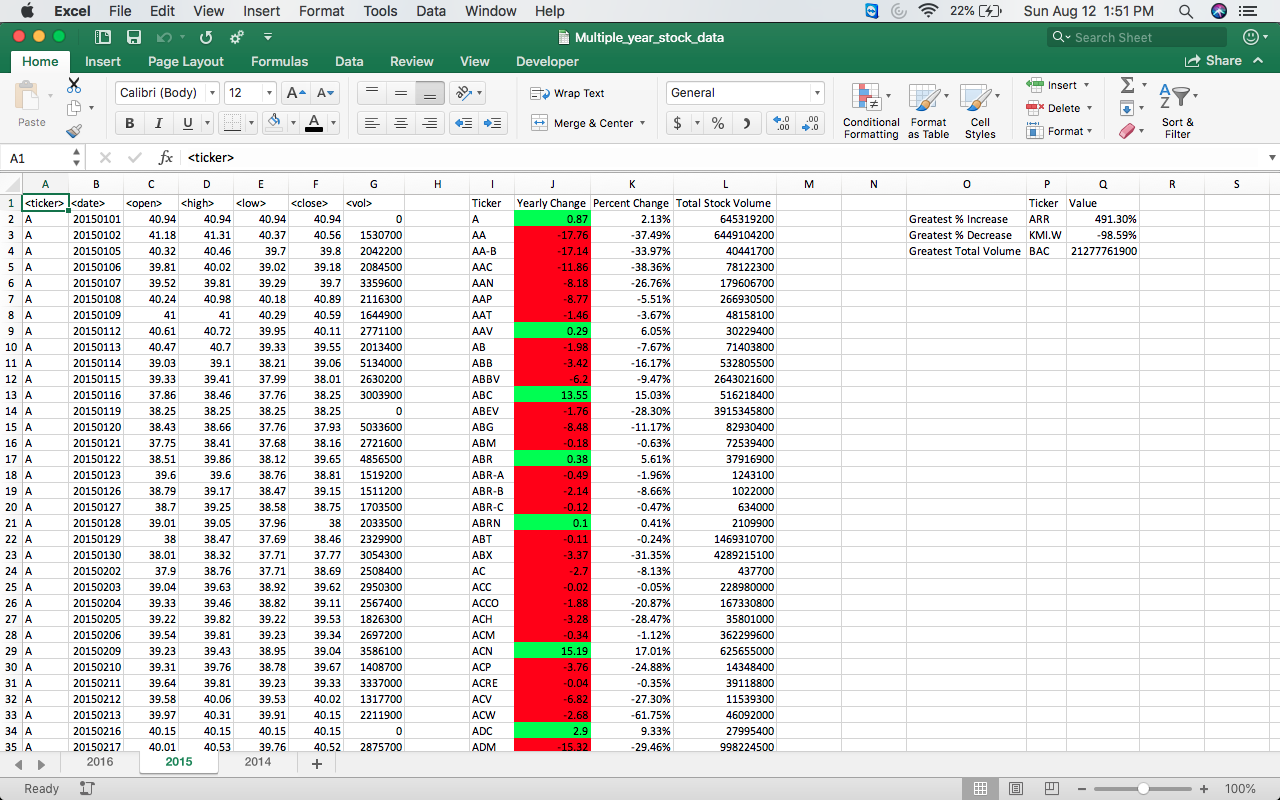 Excel File Edit View Insert Format Tools Data Window Help 22% Sun Aug 12 1:51 PM
Multiple_year_stock_data Search Sheet
Home Insert Page Layout Formulas Data Review View Developer Share
Paste Calibri (Body) 12 A A Wrap Text General Insert
B I U A Merge & Center $ % Conditional Formatting Format as Table Cell Styles Delete Format Sort & Filter
A1 fx <ticker>
A B C D E F G H I J K L M N O P Q R S
1 <ticker> <date> <open> <high> <low> <close> <vol> Ticker Yearly Change Percent Change Total Stock Volume Ticker Value
2 A 20150101 40.94 40.94 40.94 40.94 0 A 0.87 2.13% 645319200 Greatest % Increase ARR 491.30%
3 A 20150102 41.18 41.31 40.37 40.56 1530700 AA -17.76 -37.49% 6449104200 Greatest % Decrease KMI.W -98.59%
4 A 20150105 40.32 40.46 39.7 39.8 2042200 AA-B -17.14 -33.97% 40441700 Greatest Total Volume BAC 21277761900
5 A 20150106 39.81 40.02 39.02 39.18 2084500 AAC -11.86 -38.36% 78122300
6 A 20150107 39.52 39.81 39.29 39.7 3359600 AAN -8.18 -26.76% 179606700
7 A 20150108 40.24 40.98 40.18 40.89 2116300 AAP -8.77 -5.51% 266930500
8 A 20150109 41 41 40.29 40.59 1644900 AAT -1.46 -3.67% 48158100
9 A 20150112 40.61 40.72 39.95 40.11 2771100 AAV 0.29 6.05% 30229400
10 A 20150113 40.47 40.7 39.33 39.55 2013400 AB -1.98 -7.67% 71403800
11 A 20150114 39.03 39.1 38.21 39.06 5134000 ABB -3.42 -16.17% 532805500
12 A 20150115 39.33 39.41 37.99 38.01 2630200 ABBV -6.2 -9.47% 2643021600
13 A 20150116 37.86 38.46 37.76 38.25 3003900 ABC 13.55 15.03% 516218400
14 A 20150119 38.25 38.25 38.25 38.25 0 ABEV -1.76 -28.30% 3915345800
15 A 20150120 38.43 38.66 37.76 37.93 5033600 ABG -8.48 -11.17% 82930400
16 A 20150121 37.75 38.41 37.68 38.16 2721600 ABM -0.18 -0.63% 72539400
17 A 20150122 38.51 39.86 38.12 39.65 4856500 ABR 0.38 5.61% 37916900
18 A 20150123 39.6 39.6 38.76 38.81 1519200 ABR-A -0.49 -1.96% 1243100
19 A 20150126 38.79 39.17 38.47 39.15 1511200 ABR-B -2.14 -8.66% 1022000
20 A 20150127 38.7 39.25 38.58 38.75 1703500 ABR-C -0.12 -0.47% 634000
21 A 20150128 39.01 39.05 37.96 38 2033500 ABRN 0.1 0.41% 2109900
22 A 20150129 38 38.47 37.69 38.46 2329900 ABT -0.11 -0.24% 1469310700
23 A 20150130 38.01 38.32 37.71 37.77 3054300 ABX -3.37 -31.35% 4289215100
24 A 20150202 37.9 38.76 37.71 38.69 2508400 AC -2.7 -8.13% 437700
25 A 20150203 39.04 39.63 38.92 39.62 2950300 ACC -0.02 -0.05% 228980000
26 A 20150204 39.33 39.46 38.82 39.11 2567400 ACCO -1.88 -20.87% 167330800
27 A 20150205 39.22 39.82 39.22 39.53 1826300 ACH -3.28 -28.47% 35801000
28 A 20150206 39.54 39.81 39.23 39.34 2697200 ACM -0.34 -1.12% 362299600
29 A 20150209 39.23 39.43 38.95 39.04 3586100 ACN 15.19 17.01% 625655000
30 A 20150210 39.31 39.76 38.78 39.67 1408700 ACP -3.76 -24.88% 14348400
31 A 20150211 39.64 39.81 39.23 39.33 3337000 ACRE -0.04 -0.35% 39118800
32 A 20150212 39.58 40.06 39.53 40.02 1317700 ACV -6.82 -27.30% 11539300
33 A 20150213 39.97 40.31 39.91 40.15 2211900 ACW -2.68 -61.75% 46092000
34 A 20150216 40.15 40.15 40.15 40.15 0 ADC 2.9 9.33% 27995400
35 A 20150217 40.01 40.53 39.76 40.52 2875700 ADM -15.32 -29.46% 998224500
2016 2015 2014 +
Ready 100%